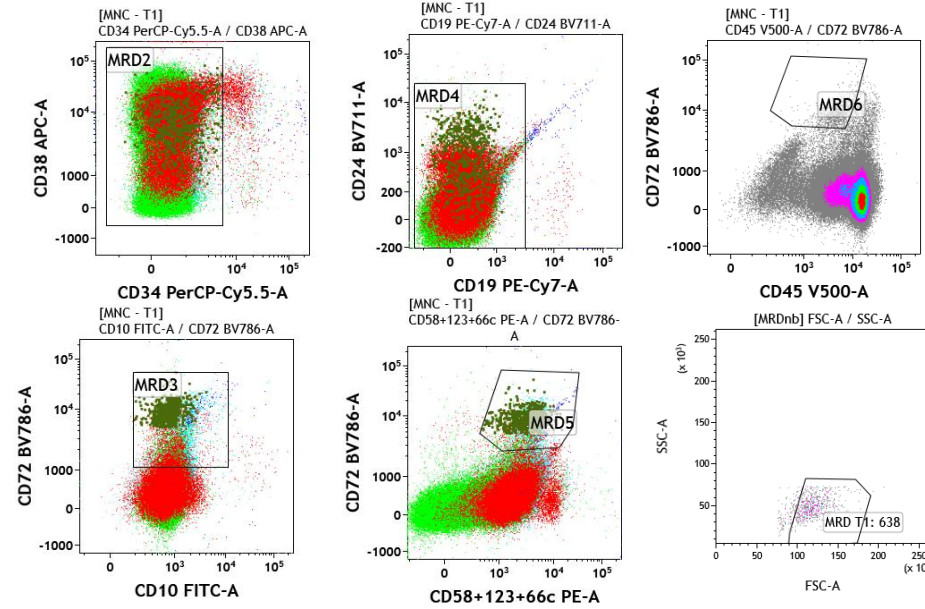 [MNC - T1]
CD34 PerCP-Cy5.5-A / CD38 APC-A
MRD2
CD38 APC-A
10^5
10^4
1000
0
-1000
0
10^4
10^5
CD34 PerCP-Cy5.5-A
[MNC - T1]
CD19 PE-Cy7-A / CD24 BV711-A
MRD4
CD24 BV711-A
10^5
10^4
10^3
200
0
-200
0
10^3
10^4
10^5
CD19 PE-Cy7-A
[MNC - T1]
CD45 V500-A / CD72 BV786-A
MRD6
CD72 BV786-A
10^5
10^4
1000
0
-1000
0
10^3
10^4
10^5
CD45 V500-A
[MNC - T1]
CD10 FITC-A / CD72 BV786-A
MRD3
CD72 BV786-A
10^5
10^4
1000
0
-1000
0
10^3
10^4
10^5
CD10 FITC-A
[MNC - T1]
CD58+123+66c PE-A / CD72 BV786-
A
MRD5
CD72 BV786-A
10^5
10^4
1000
0
-1000
0
10^3
10^4
10^5
CD58+123+66c PE-A
[MRDnb] FSC-A / SSC-A
(x 10³)
SSC-A
250
200
150
100
50
MRD T1: 638
0
50
100
150
200
250
(x 10
FSC-A